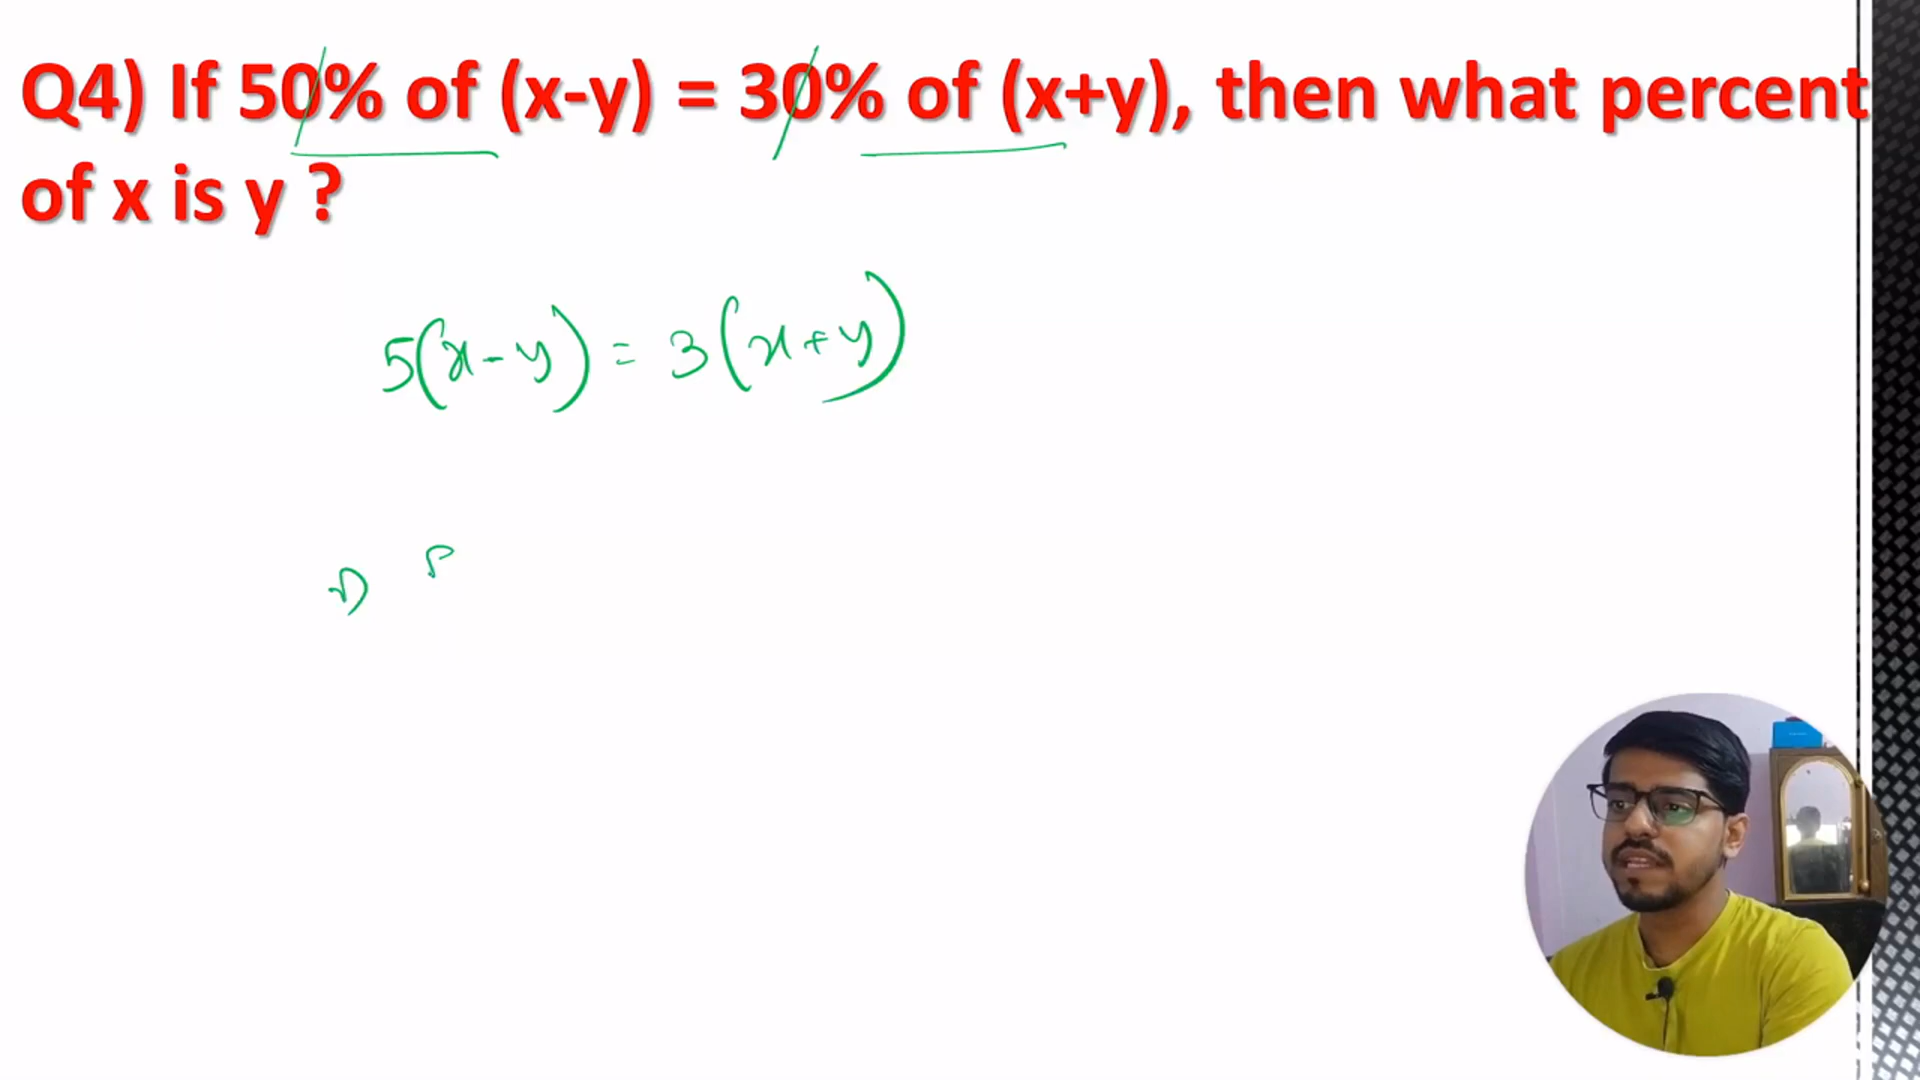 Q4) If 50% of (x-y) = 30% of (x+y), then what percent
of x is y ?
5(x-y) = 3(x+y)